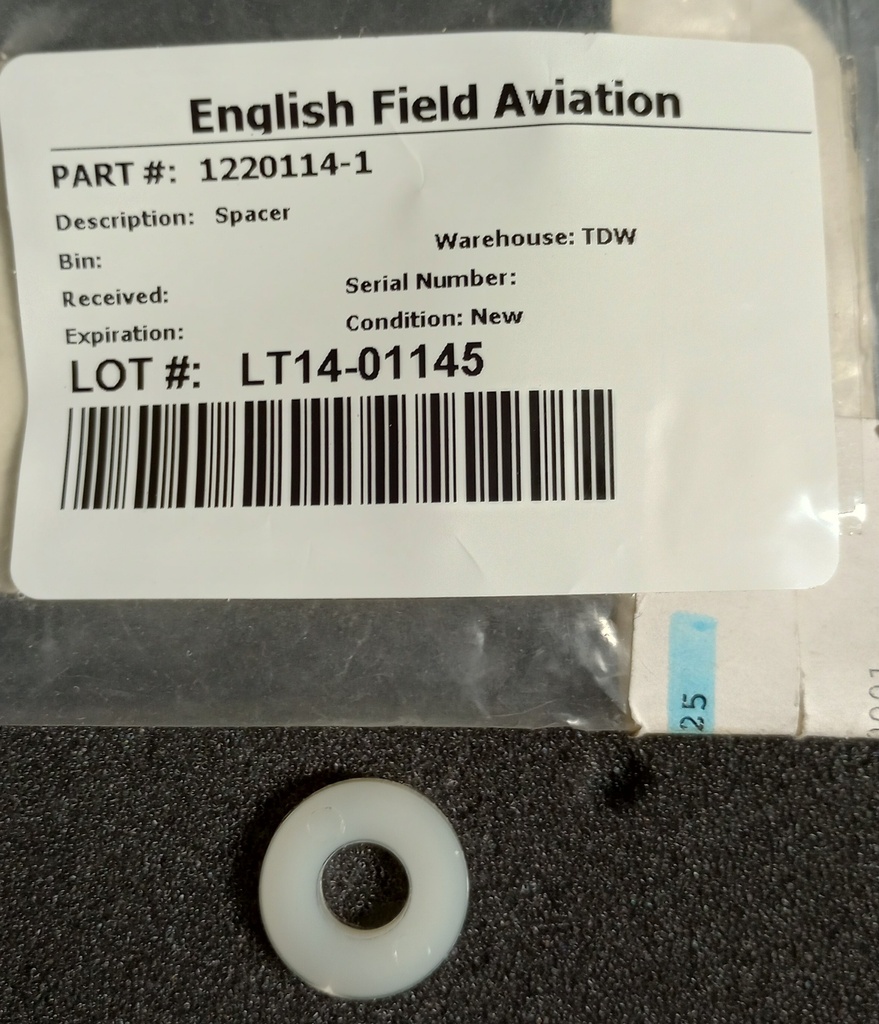 English Field Aviation
PART #: 1220114-1
Description: Spacer
Bin:
Warehouse: TDW
Received:
Serial Number:
Expiration:
Condition: New
LOT #: LT14-01145
25